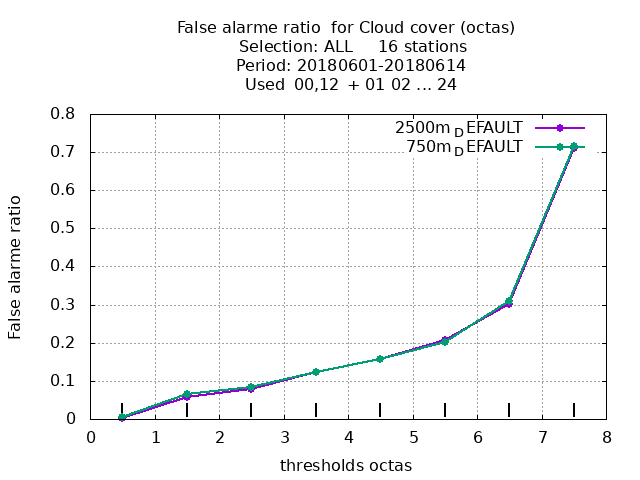 False alarme ratio  for Cloud cover (octas)
Selection: ALL     16 stations
Period: 20180601-20180614
Used  00,12  + 01 02 ... 24
2500m_DEFAULT
750m_DEFAULT
False alarme ratio
0.8
0.7
0.6
0.5
0.4
0.3
0.2
0.1
0
0 1 2 3 4 5 6 7 8
thresholds octas